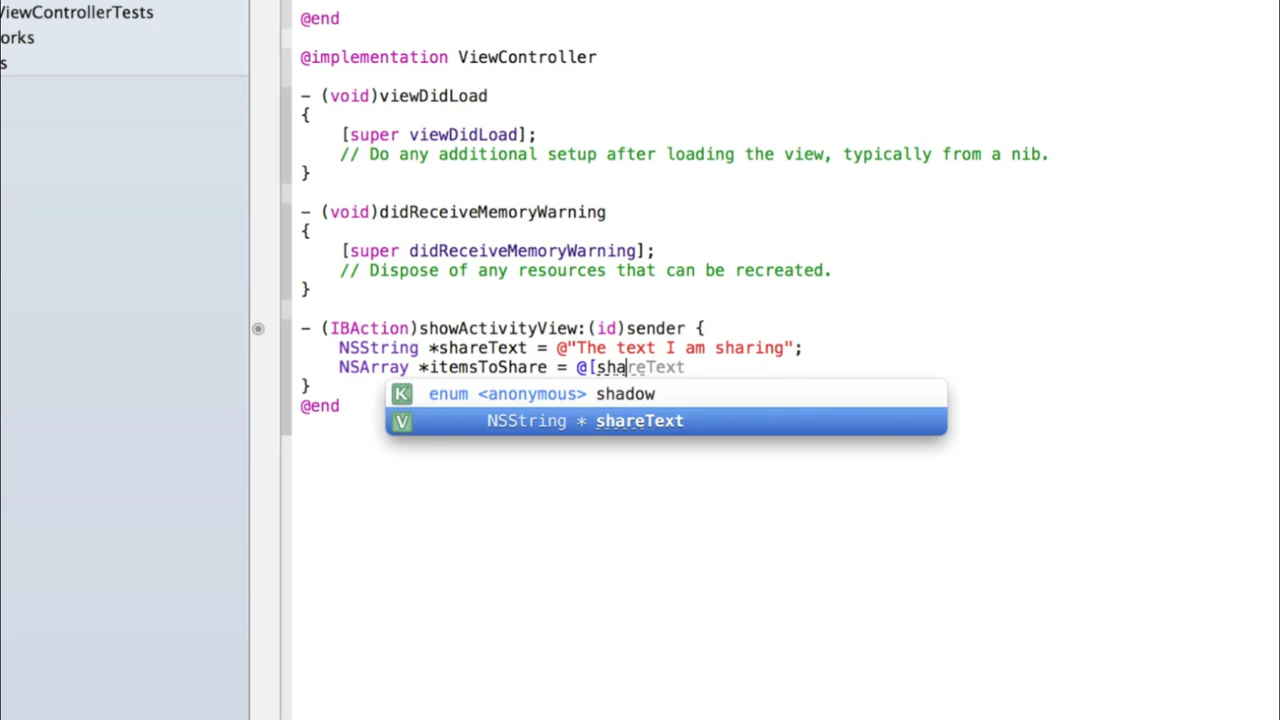 ViewControllerTests
orks
s
@end
@implementation ViewController
- (void)viewDidLoad
{
[super viewDidLoad];
// Do any additional setup after loading the view, typically from a nib.
}
- (void)didReceiveMemoryWarning
{
[super didReceiveMemoryWarning];
// Dispose of any resources that can be recreated.
}
- (IBAction)showActivityView:(id)sender {
NSString *shareText = @"The text I am sharing";
NSArray *itemsToShare = @[shareText
}
K enum <anonymous> shadow
@end
V NSString * shareText